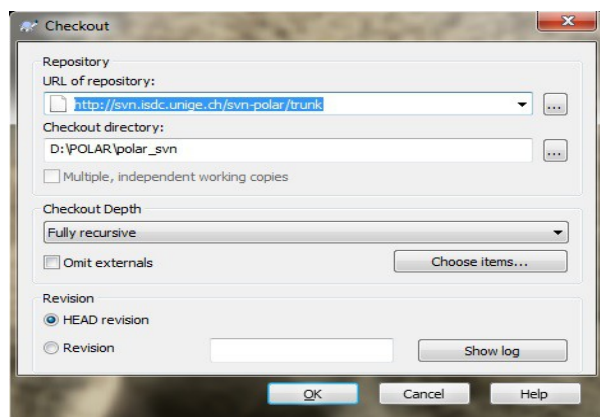 Checkout
Repository
URL of repository:
http://svn.isdc.unige.ch/svn-polar/trunk
...
Checkout directory:
D:\POLAR\polar_svn
...
Multiple, independent working copies
Checkout Depth
Fully recursive
Omit externals
Choose items...
Revision
HEAD revision
Revision
Show log
OK
Cancel
Help